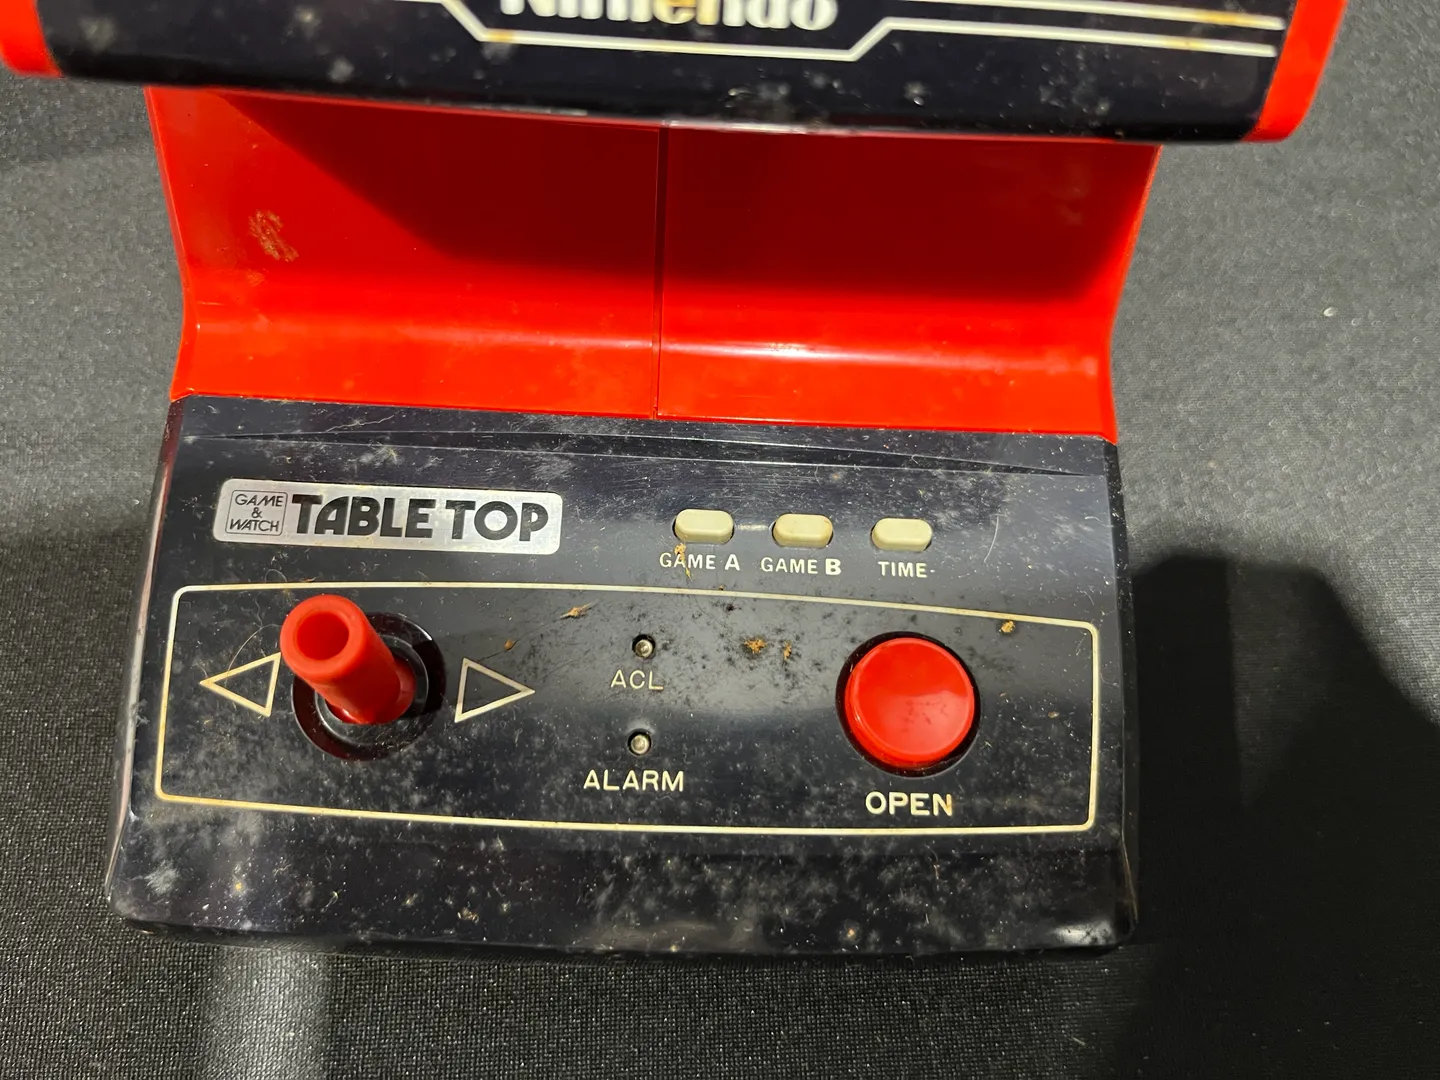 Nintendo
GAME
&
WATCH
TABLE TOP
GAME A
GAME B
TIME
ACL
ALARM
OPEN